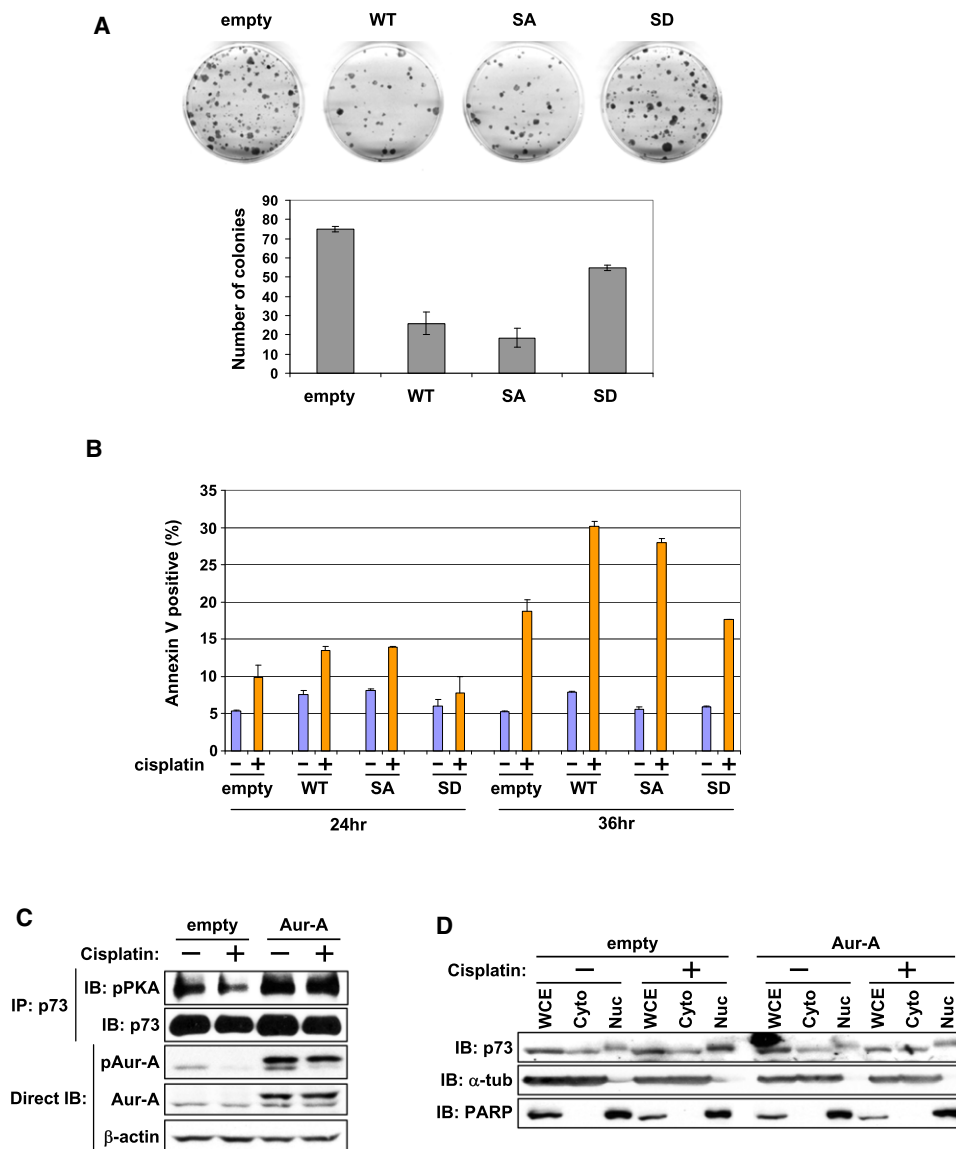 A
empty WT SA SD
90
80
70
60
50
40
30
20
10
0
Number of colonies
empty WT SA SD
B
35
30
25
20
15
10
5
0
Annexin V positive (%)
cisplatin − + − + − + − + − + − + − + − +
empty WT SA SD empty WT SA SD
24hr 36hr
C
empty Aur-A
Cisplatin: − + − +
IP: p73
IB: pPKA
IB: p73
Direct IB:
pAur-A
Aur-A
β-actin
D
empty Aur-A
Cisplatin: − + − +
WCE Cyto Nuc WCE Cyto Nuc WCE Cyto Nuc WCE Cyto Nuc
IB: p73
IB: α-tub
IB: PARP